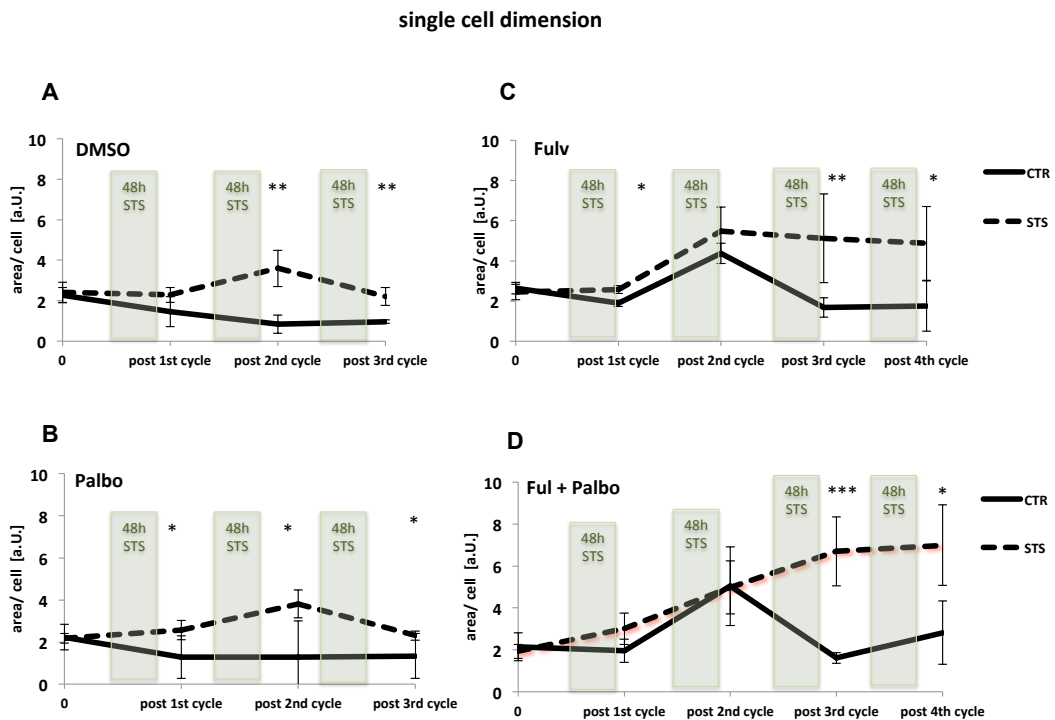 single cell dimension
A
DMSO
area/ cell [a.U.]
10
8
6
4
2
0
48h
STS
48h
STS
**
48h
STS
**
0
post 1st cycle
post 2nd cycle
post 3rd cycle
C
Fulv
area/ cell [a.U.]
10
8
6
4
2
0
48h
STS
*
48h
STS
48h
STS
**
48h
STS
*
0
post 1st cycle
post 2nd cycle
post 3rd cycle
post 4th cycle
CTR
STS
B
Palbo
area/ cell [a.U.]
10
8
6
4
2
0
48h
STS
*
48h
STS
*
48h
STS
*
0
post 1st cycle
post 2nd cycle
post 3rd cycle
D
Ful + Palbo
area/ cell [a.U.]
10
8
6
4
2
0
48h
STS
48h
STS
48h
STS
***
48h
STS
*
0
post 1st cycle
post 2nd cycle
post 3rd cycle
post 4th cycle
CTR
STS